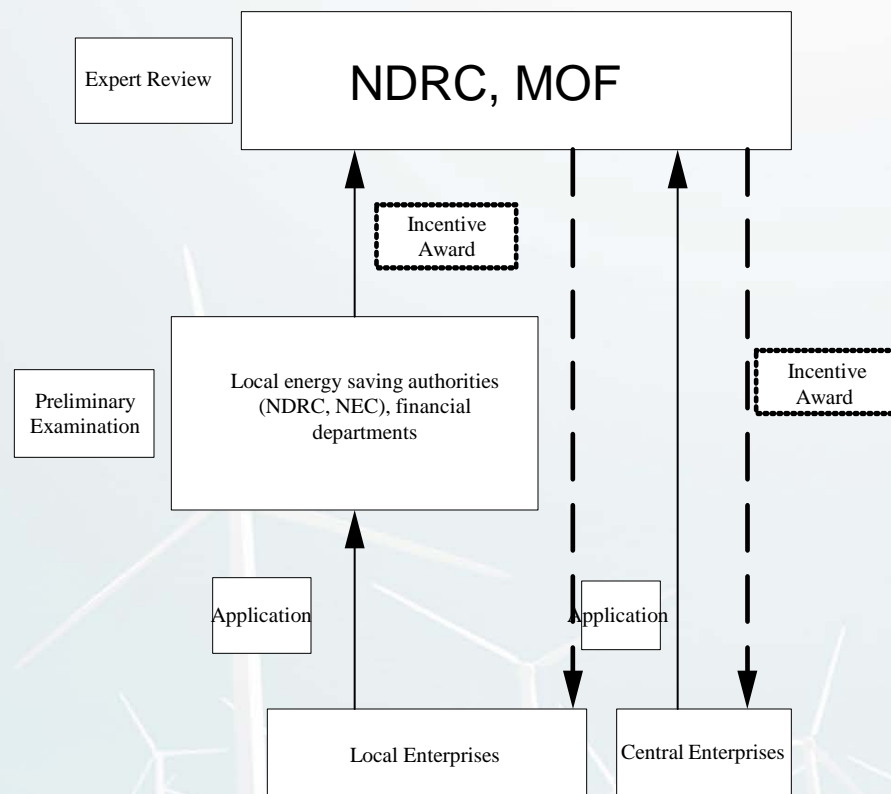 Expert Review
NDRC, MOF
Incentive
Award
Local energy saving authorities
(NDRC, NEC), financial
departments
Preliminary
Examination
Incentive
Award
Application
Application
Local Enterprises
Central Enterprises